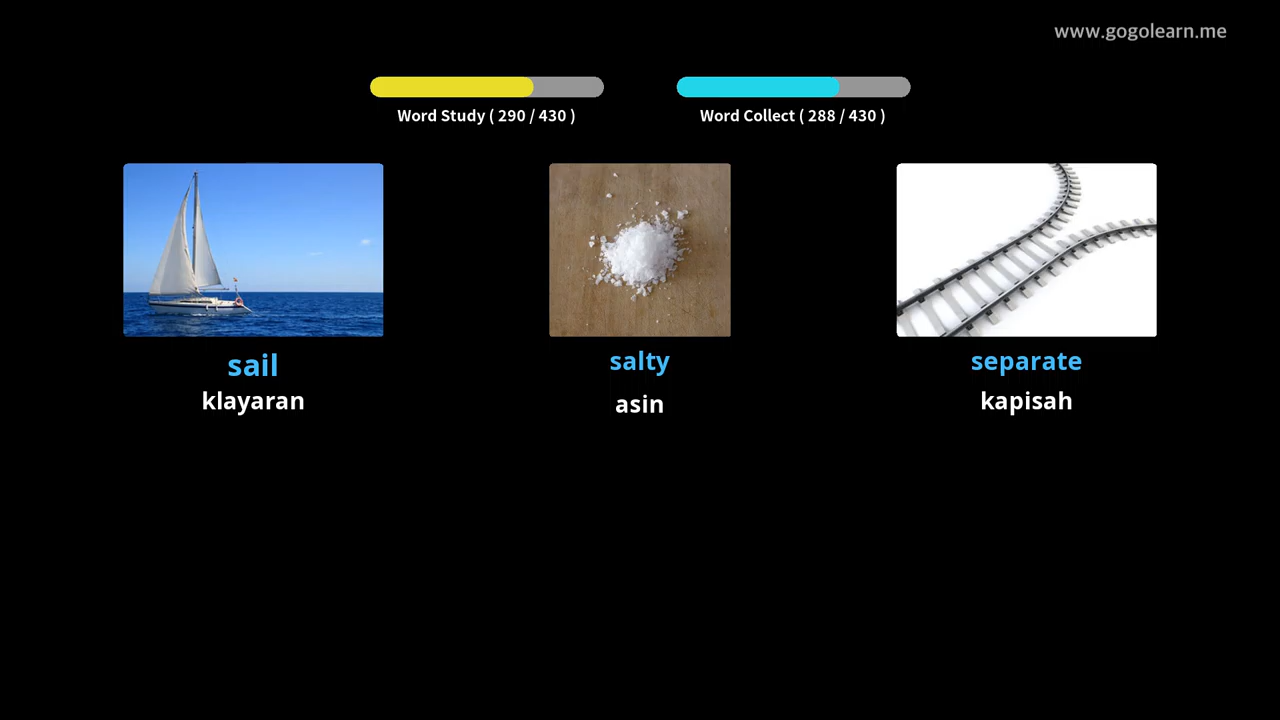 www.gogolearn.me
Word Study ( 290 / 430 )
Word Collect ( 288 / 430 )
sail
klayaran
salty
asin
separate
kapisah